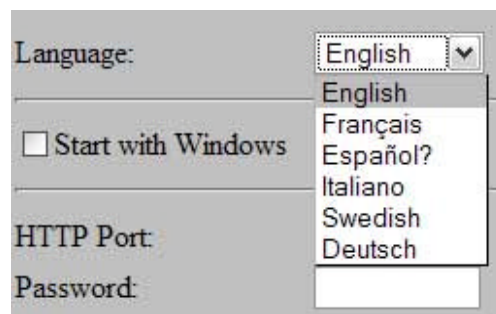 Language:
English
English
Français
Español?
Italiano
Swedish
Deutsch
Start with Windows
HTTP Port:
Password: